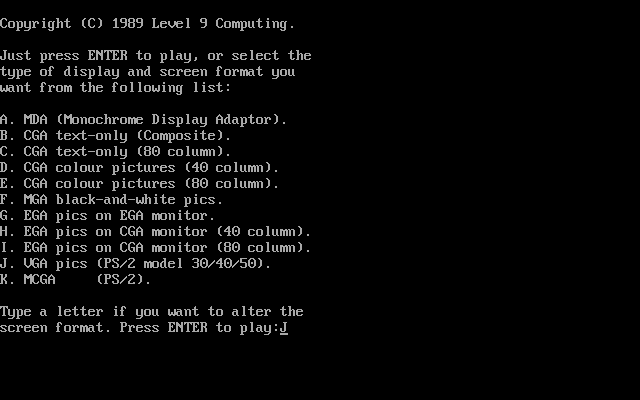 Copyright (C) 1989 Level 9 Computing.
Just press ENTER to play, or select the
type of display and screen format you
want from the following list:
A. MDA (Monochrome Display Adaptor).
B. CGA text-only (Composite).
C. CGA text-only (80 column).
D. CGA colour pictures (40 column).
E. CGA colour pictures (80 column).
F. MGA black-and-white pics.
G. EGA pics on EGA monitor.
H. EGA pics on CGA monitor (40 column).
I. EGA pics on CGA monitor (80 column).
J. VGA pics (PS/2 model 30/40/50).
K. MCGA     (PS/2).
Type a letter if you want to alter the
screen format. Press ENTER to play:J